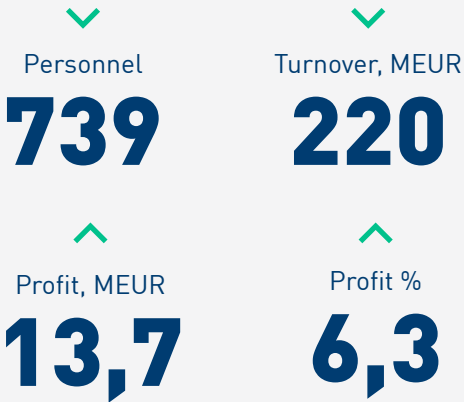 Personnel
739
Turnover, MEUR
220
Profit, MEUR
13,7
Profit %
6,3